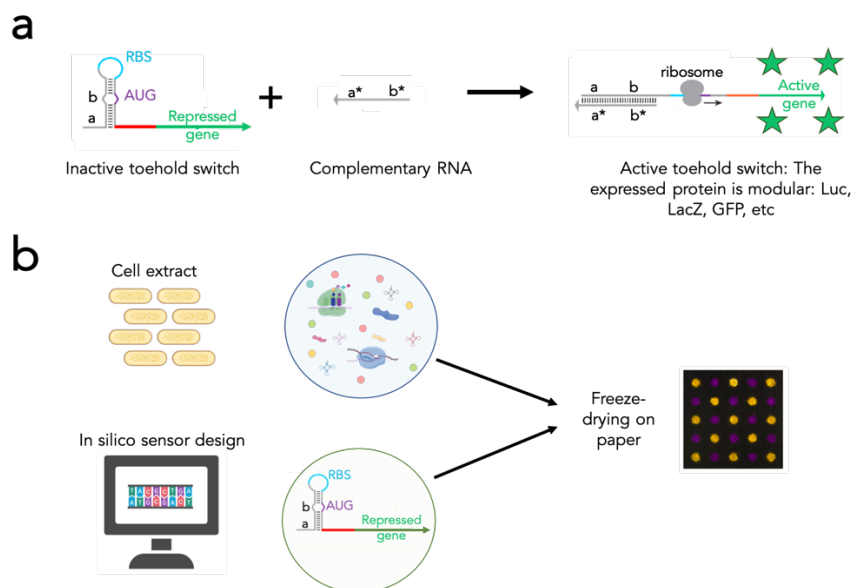 a
RBS
AUG
b
a
Repressed
gene
Inactive toehold switch
+
a* b*
Complementary RNA
a b
ribosome
a* b*
Active
gene
Active toehold switch: The
expressed protein is modular: Luc,
LacZ, GFP, etc
b
Cell extract
In silico sensor design
RBS
AUG
b
a
Repressed
gene
Freeze-
drying on
paper